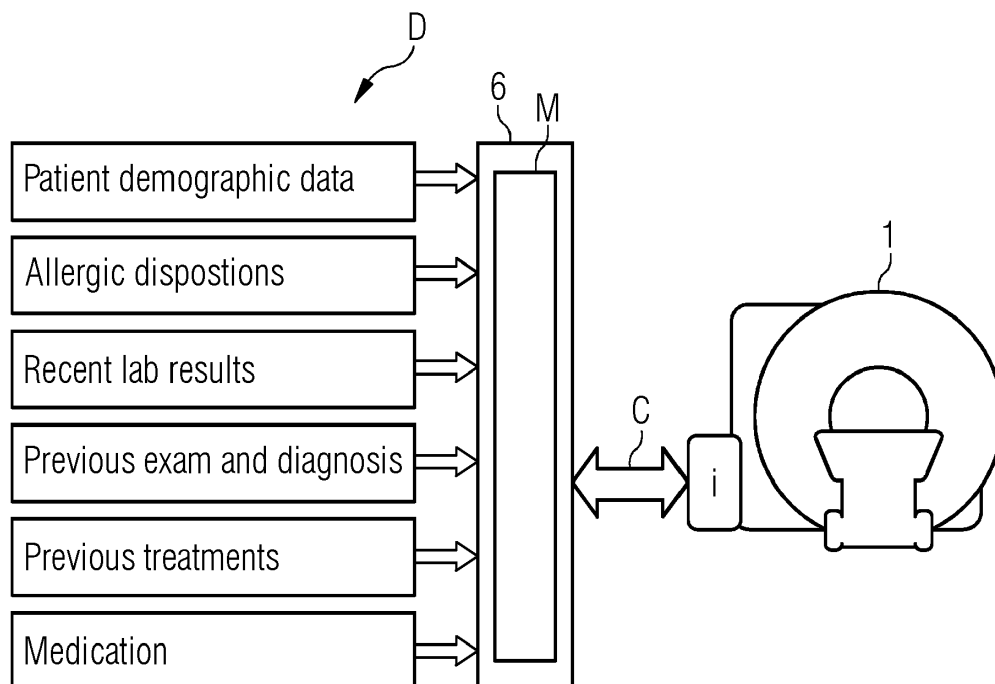 D
6
M
Patient demographic data
Allergic dispostions
Recent lab results
Previous exam and diagnosis
Previous treatments
Medication
C
i
1